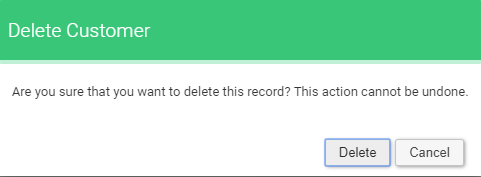 Delete Customer
Are you sure that you want to delete this record? This action cannot be undone.
Delete Cancel